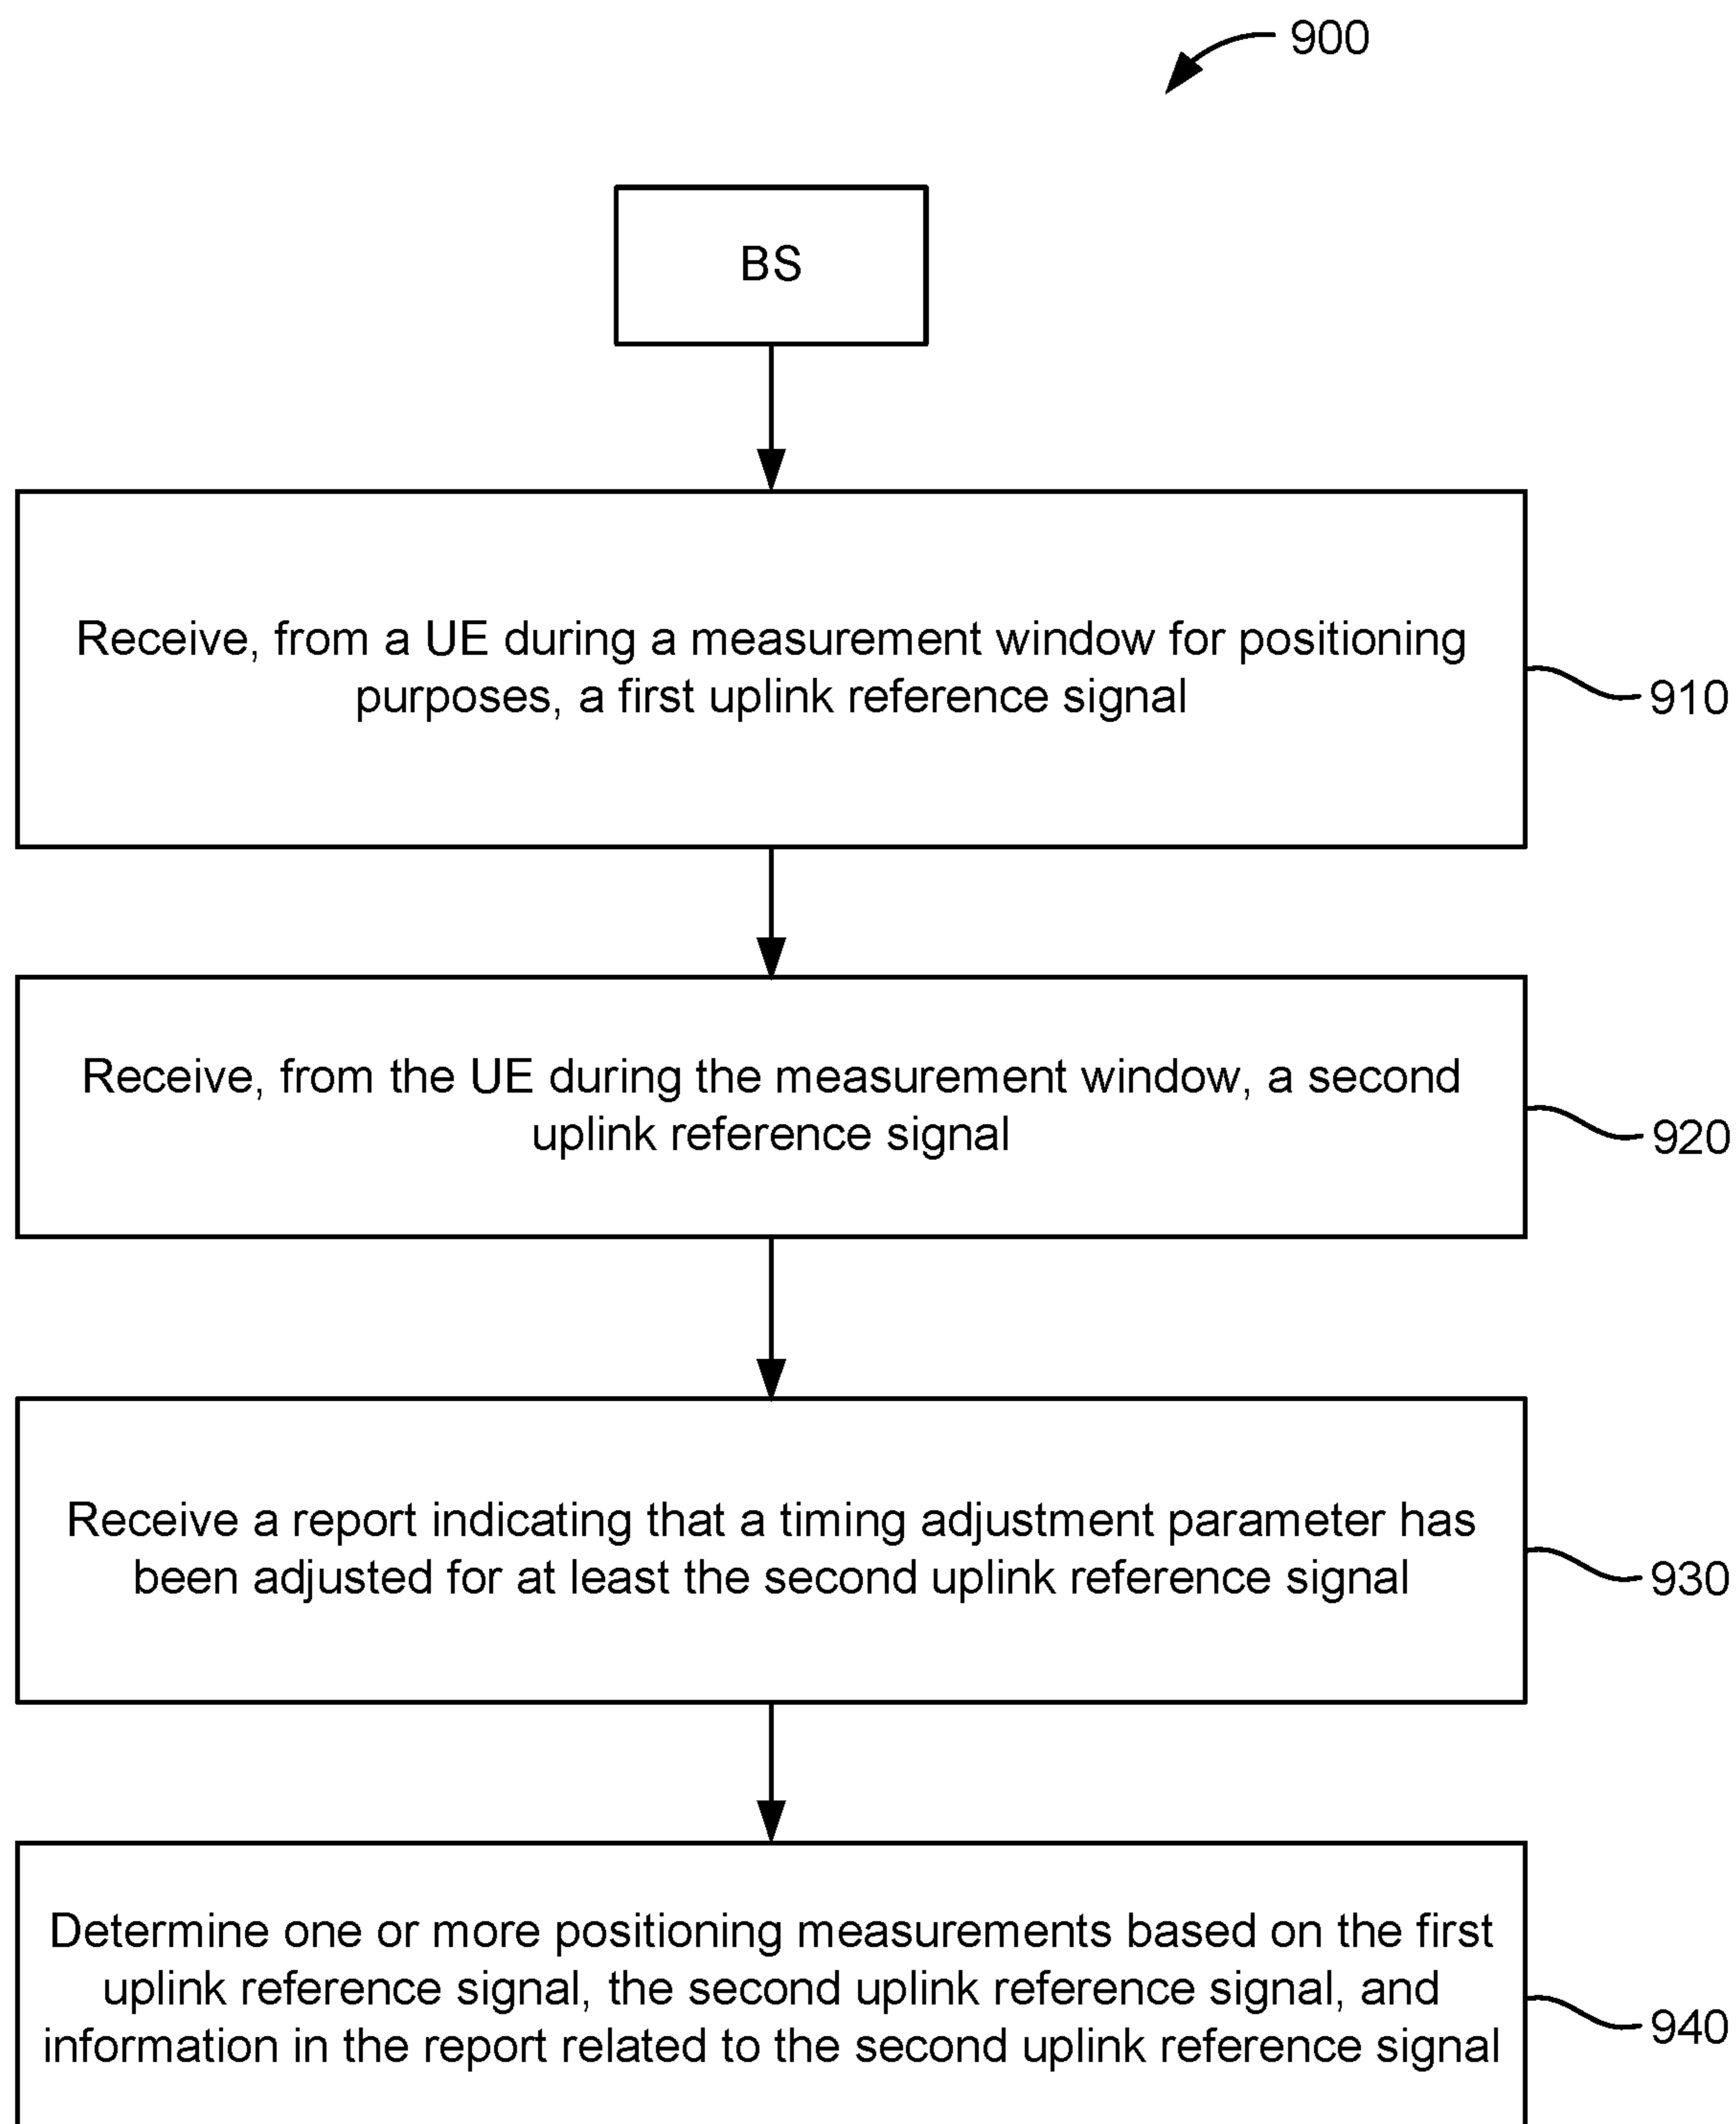 900
BS
Receive, from a UE during a measurement window for positioning
purposes, a first uplink reference signal
910
Receive, from the UE during the measurement window, a second
uplink reference signal
920
Receive a report indicating that a timing adjustment parameter has
been adjusted for at least the second uplink reference signal
930
Determine one or more positioning measurements based on the first
uplink reference signal, the second uplink reference signal, and
information in the report related to the second uplink reference signal
940